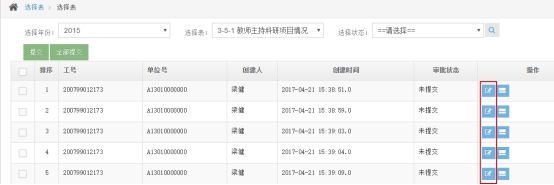 选择表 > 选择表
选择年份: 2015 选择表: 3-5-1 教师主持科研项目情况 选择状态: ==请选择==
提交 全部提交
排序 工号 单位号 创建人 创建时间 审批状态 操作
1 200799012173 A13010000000 梁健 2017-04-21 15:38:51.0 未提交
2 200799012173 A13010000000 梁健 2017-04-21 15:38:59.0 未提交
3 200799012173 A13010000000 梁健 2017-04-21 15:39:03.0 未提交
4 200799012173 A13010000000 梁健 2017-04-21 15:39:04.0 未提交
5 200799012173 A13010000000 梁健 2017-04-21 15:39:09.0 未提交